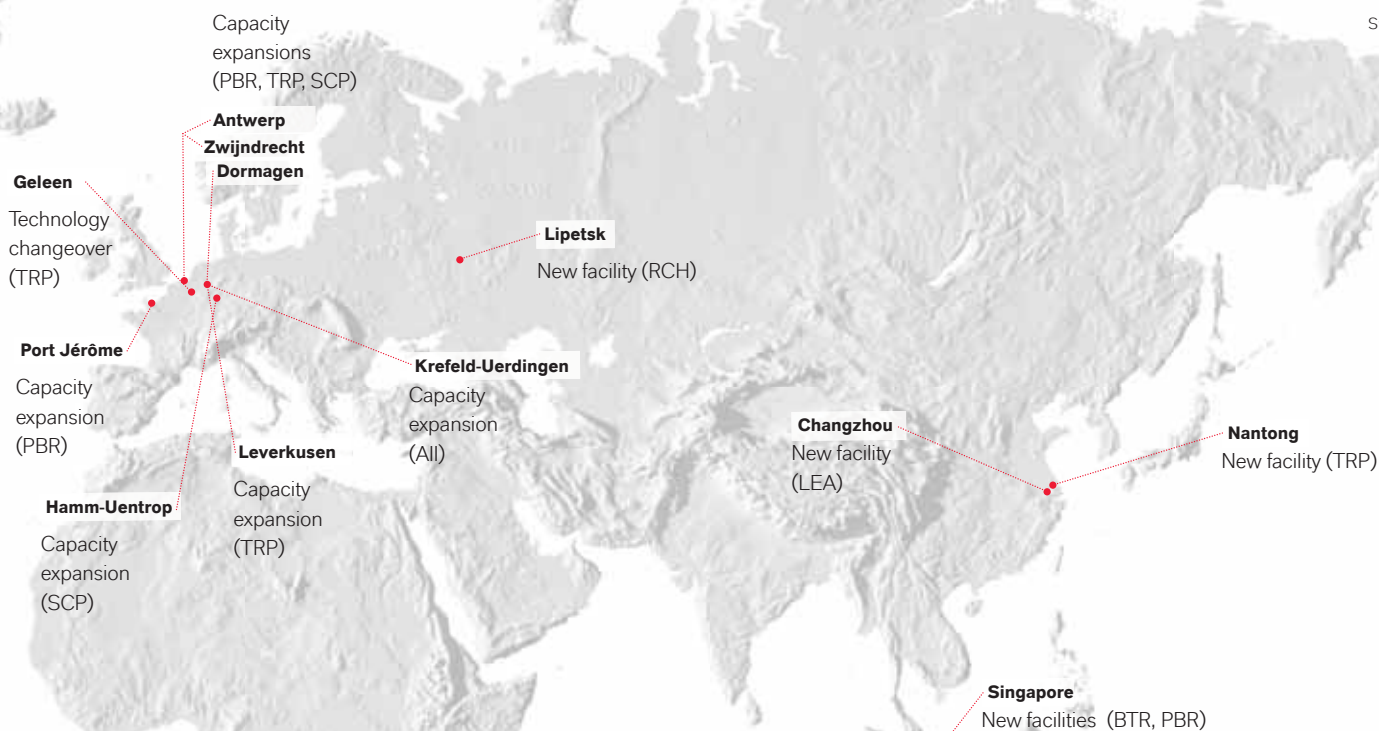 Capacity
expansions
(PBR, TRP, SCP)
S
Antwerp
Zwijndrecht
Dormagen
Geleen
Technology
changeover
(TRP)
Lipetsk
New facility (RCH)
Port Jérôme
Capacity
expansion
(PBR)
Krefeld-Uerdingen
Capacity
expansion
(All)
Changzhou
New facility
(LEA)
Nantong
New facility (TRP)
Leverkusen
Capacity
expansion
(TRP)
Hamm-Uentrop
Capacity
expansion
(SCP)
Singapore
New facilities (BTR, PBR)